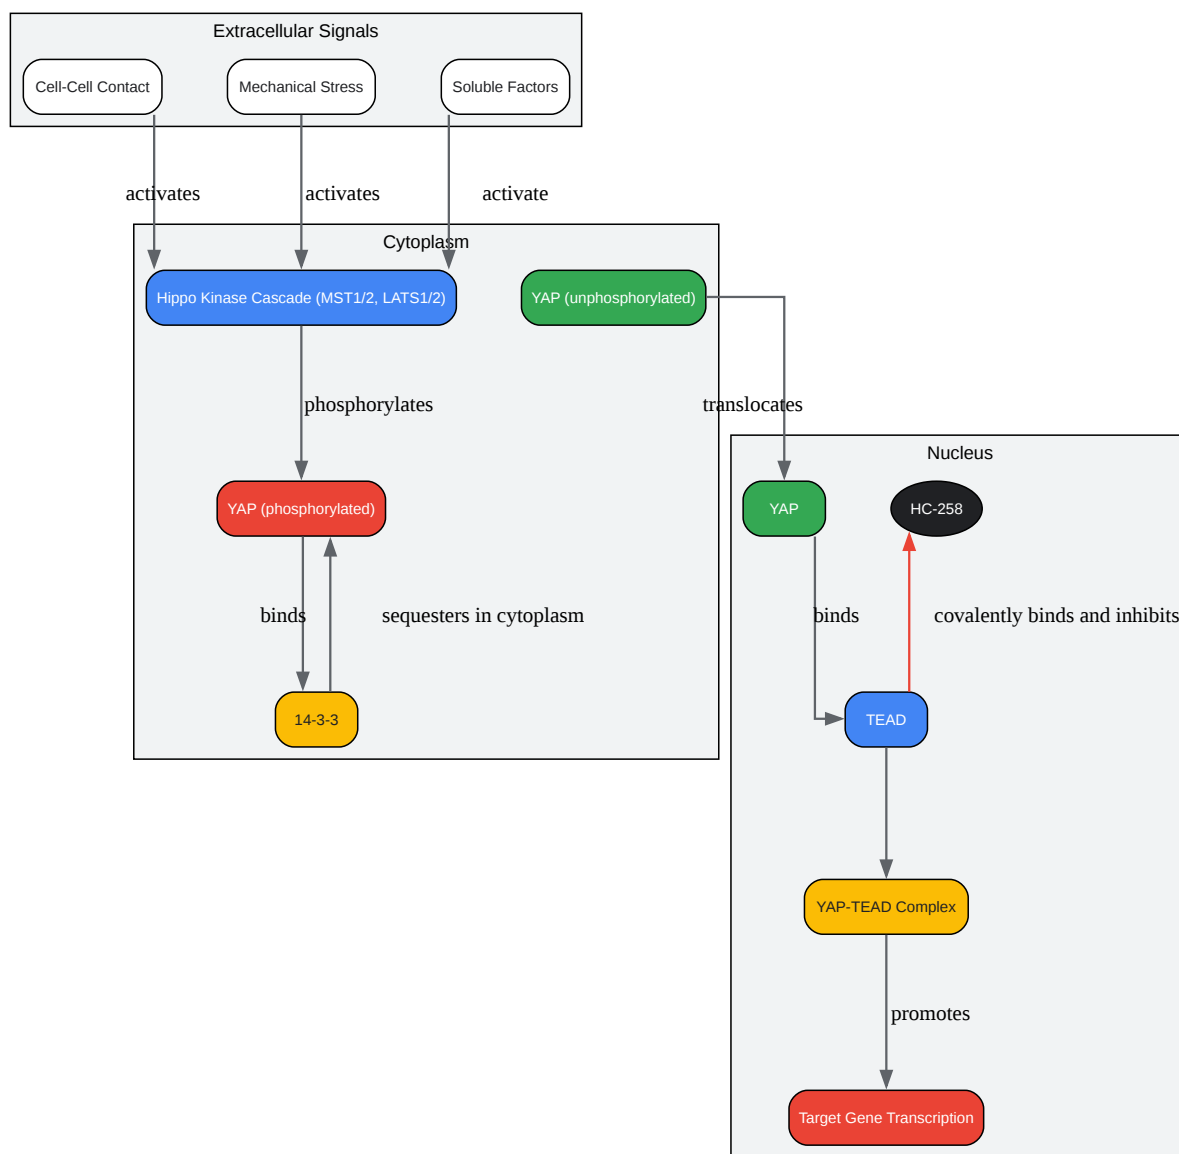 Extracellular Signals
Cell-Cell Contact
Mechanical Stress
Soluble Factors
activates
activates
activate
Cytoplasm
Hippo Kinase Cascade (MST1/2, LATS1/2)
YAP (unphosphorylated)
phosphorylates
translocates
Nucleus
YAP (phosphorylated)
YAP
HC-258
binds
sequesters in cytoplasm
binds
covalently binds and inhibits
14-3-3
TEAD
YAP-TEAD Complex
promotes
Target Gene Transcription